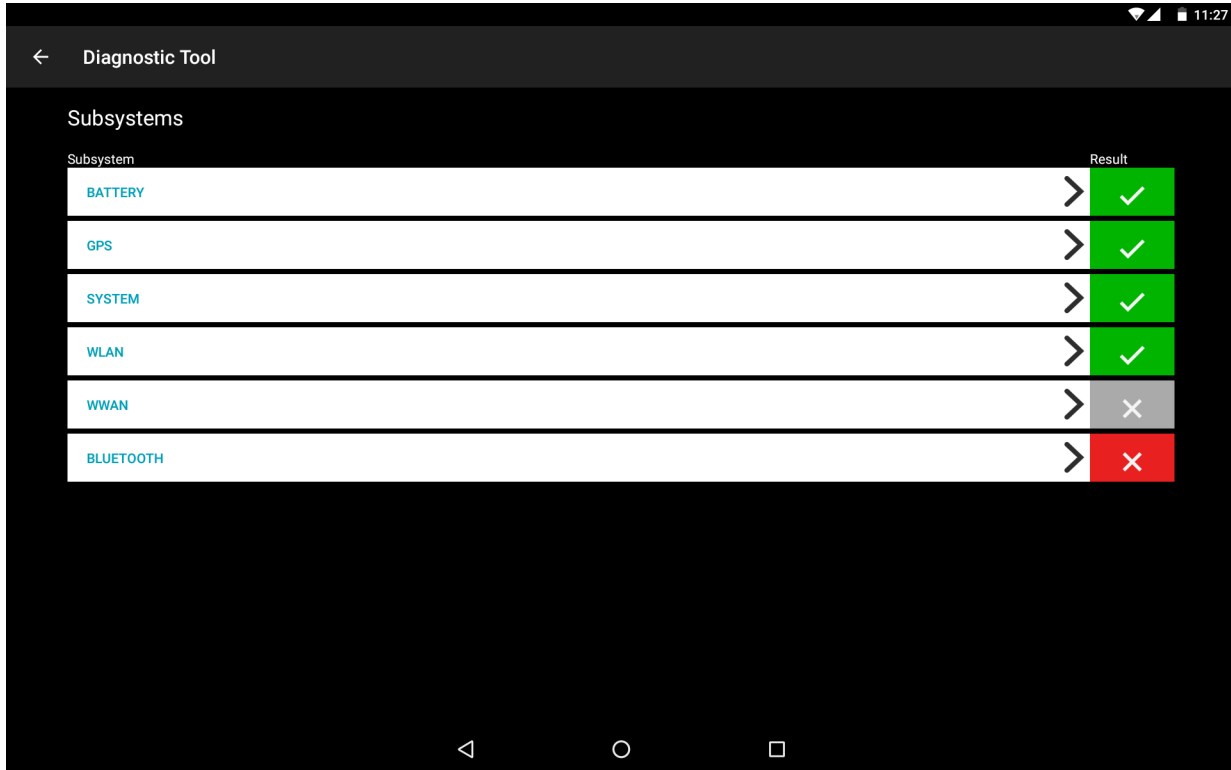 11:27
Diagnostic Tool
Subsystems
Subsystem Result
BATTERY
GPS
SYSTEM
WLAN
WWAN
BLUETOOTH